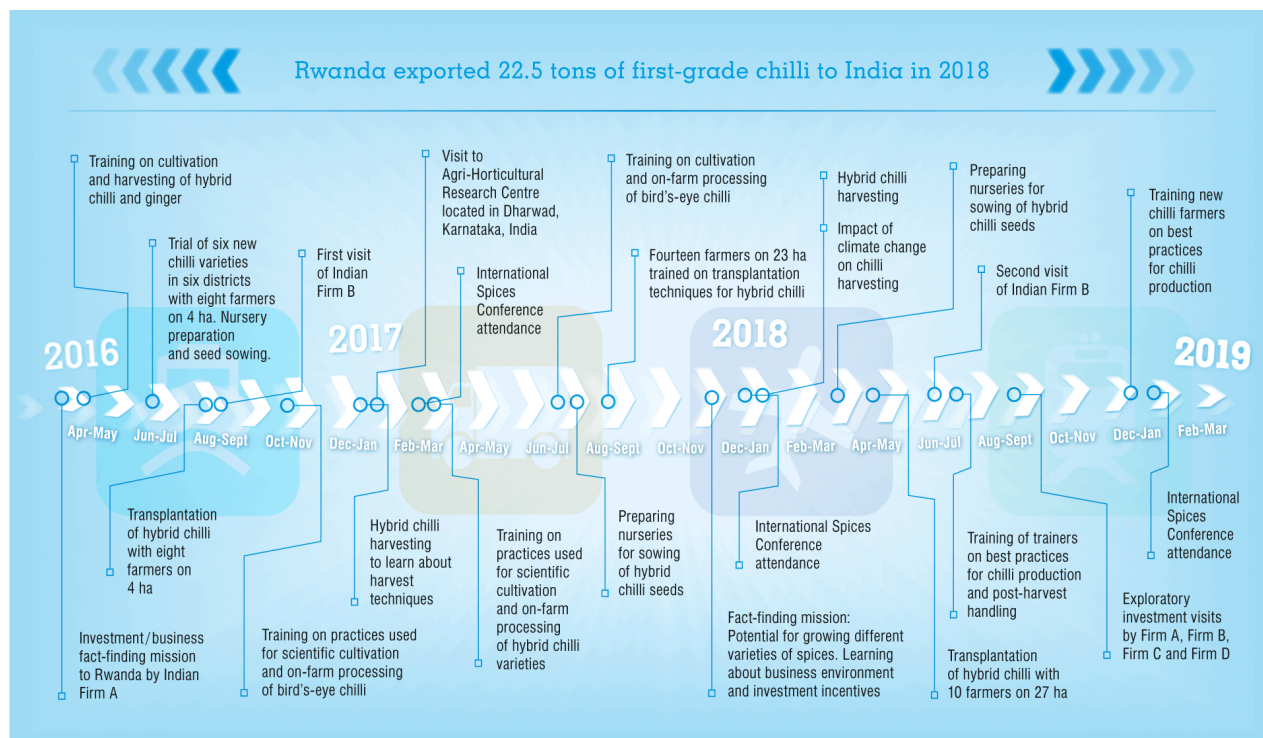 Rwanda exported 22.5 tons of first-grade chilli to India in 2018
Training on cultivation
and harvesting of hybrid
chilli and ginger
Trial of six new
chilli varieties
in six districts
with eight farmers
on 4 ha. Nursery
preparation
and seed sowing.
First visit
of Indian
Firm B
Visit to
Agri-Horticultural
Research Centre
located in Dharwad,
Karnataka, India
International
Spices
Conference
attendance
Training on cultivation
and on-farm processing
of bird's-eye chilli
Fourteen farmers on 23 ha
trained on transplantation
techniques for hybrid chilli
Hybrid chilli
harvesting
Impact of
climate change
on chilli
harvesting
Preparing
nurseries for
sowing of hybrid
chilli seeds
Second visit
of Indian Firm B
Training new
chilli farmers
on best
practices
for chilli
production
2016
2017
2018
2019
Apr-May
Jun-Jul
Aug-Sept
Oct-Nov
Dec-Jan
Feb-Mar
Apr-May
Jun-Jul
Aug-Sept
Oct-Nov
Dec-Jan
Feb-Mar
Apr-May
Jun-Jul
Aug-Sept
Oct-Nov
Dec-Jan
Feb-Mar
Investment/business
fact-finding mission
to Rwanda by Indian
Firm A
Transplantation
of hybrid chilli
with eight
farmers on
4 ha
Training on practices used
for scientific cultivation
and on-farm processing
of bird's-eye chilli
Hybrid chilli
harvesting
to learn about
harvest
techniques
Training on
practices used
for scientific
cultivation
and on-farm
processing
of hybrid chilli
varieties
Preparing
nurseries
for sowing
of hybrid
chilli seeds
Fact-finding mission:
Potential for growing different
varieties of spices. Learning
about business environment
and investment incentives
International Spices
Conference
attendance
Transplantation
of hybrid chilli with
10 farmers on 27 ha
Training of trainers
on best practices
for chilli production
and post-harvest
handling
Exploratory
investment visits
by Firm A, Firm B,
Firm C and Firm D
International
Spices
Conference
attendance